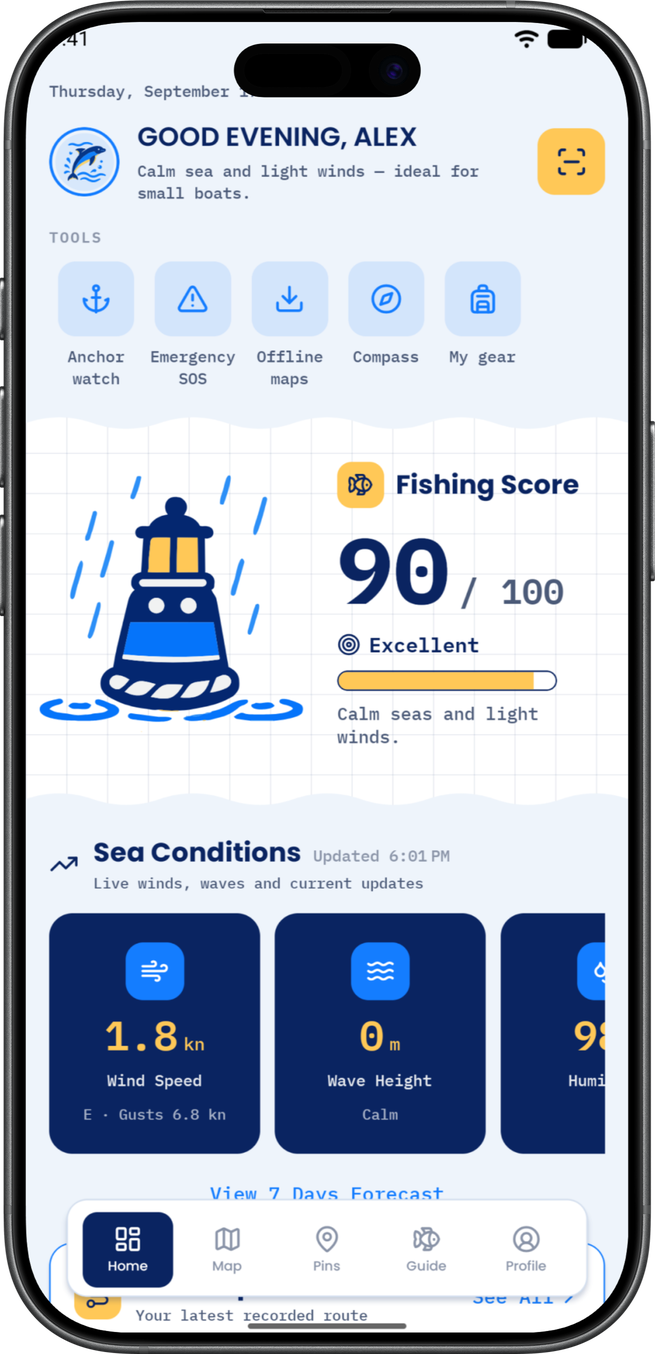 :41
Thursday, September
GOOD EVENING, ALEX
Calm sea and light winds — ideal for
small boats.
TOOLS
Anchor
watch
Emergency
SOS
Offline
maps
Compass
My gear
Fishing Score
90 / 100
Excellent
Calm seas and light
winds.
Sea Conditions Updated 6:01 PM
Live winds, waves and current updates
1.8 kn
Wind Speed
E · Gusts 6.8 kn
0 m
Wave Height
Calm
View 7 Days Forecast
See All
Your latest recorded route
Home
Map
Pins
Guide
Profile